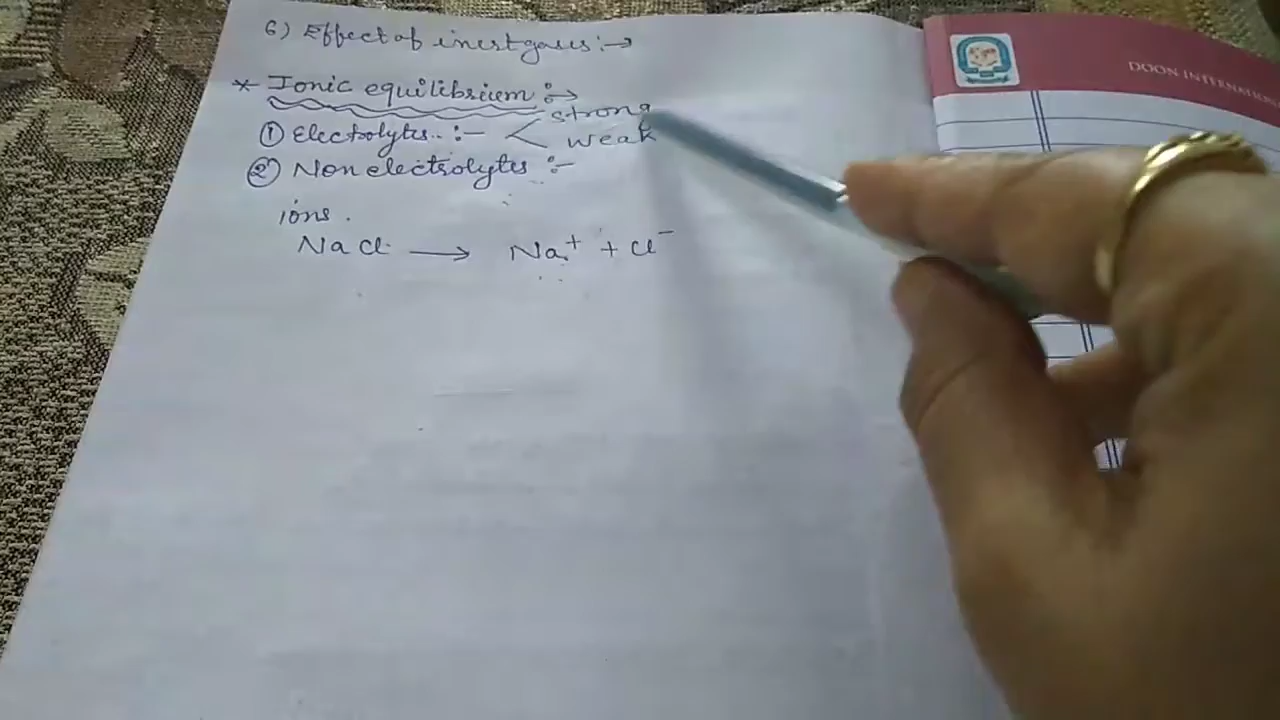 6) Effect of inert gases :→
* Ionic equilibrium :→
① Electrolytes.. :- < strong
weak
② Non electrolytes :-
ions.
NaCl → Na⁺ + Cl⁻
DOON INTERNATIONA